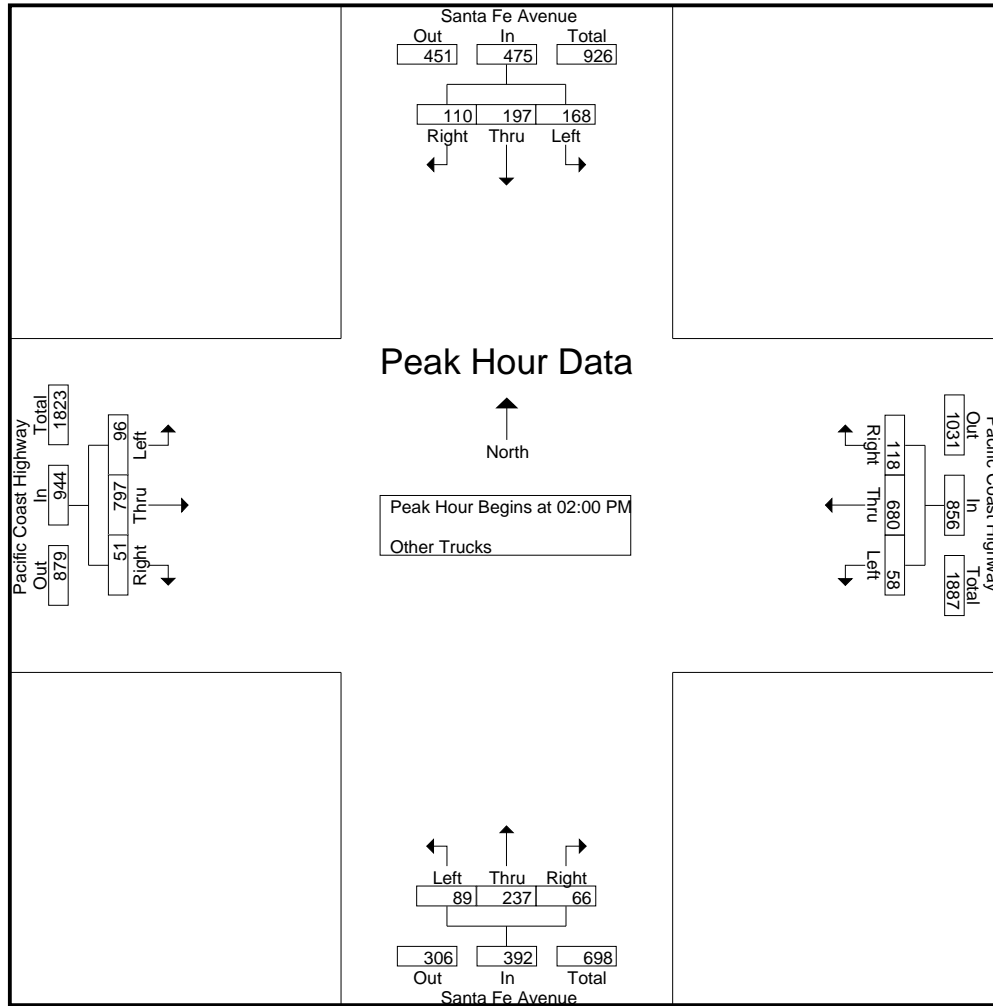 Santa Fe Avenue
Out In Total
451 475 926
110 197 168
Right Thru Left
Peak Hour Data
North
Peak Hour Begins at 02:00 PM
Other Trucks
Pacific Coast Highway
Total In Out
1823 944 879
96 797 51
Left Thru Right
Pacific Coast Highway
Out In Total
1031 856 1887
118 680 58
Right Thru Left
Left Thru Right
89 237 66
306 392 698
Out In Total
Santa Fe Avenue